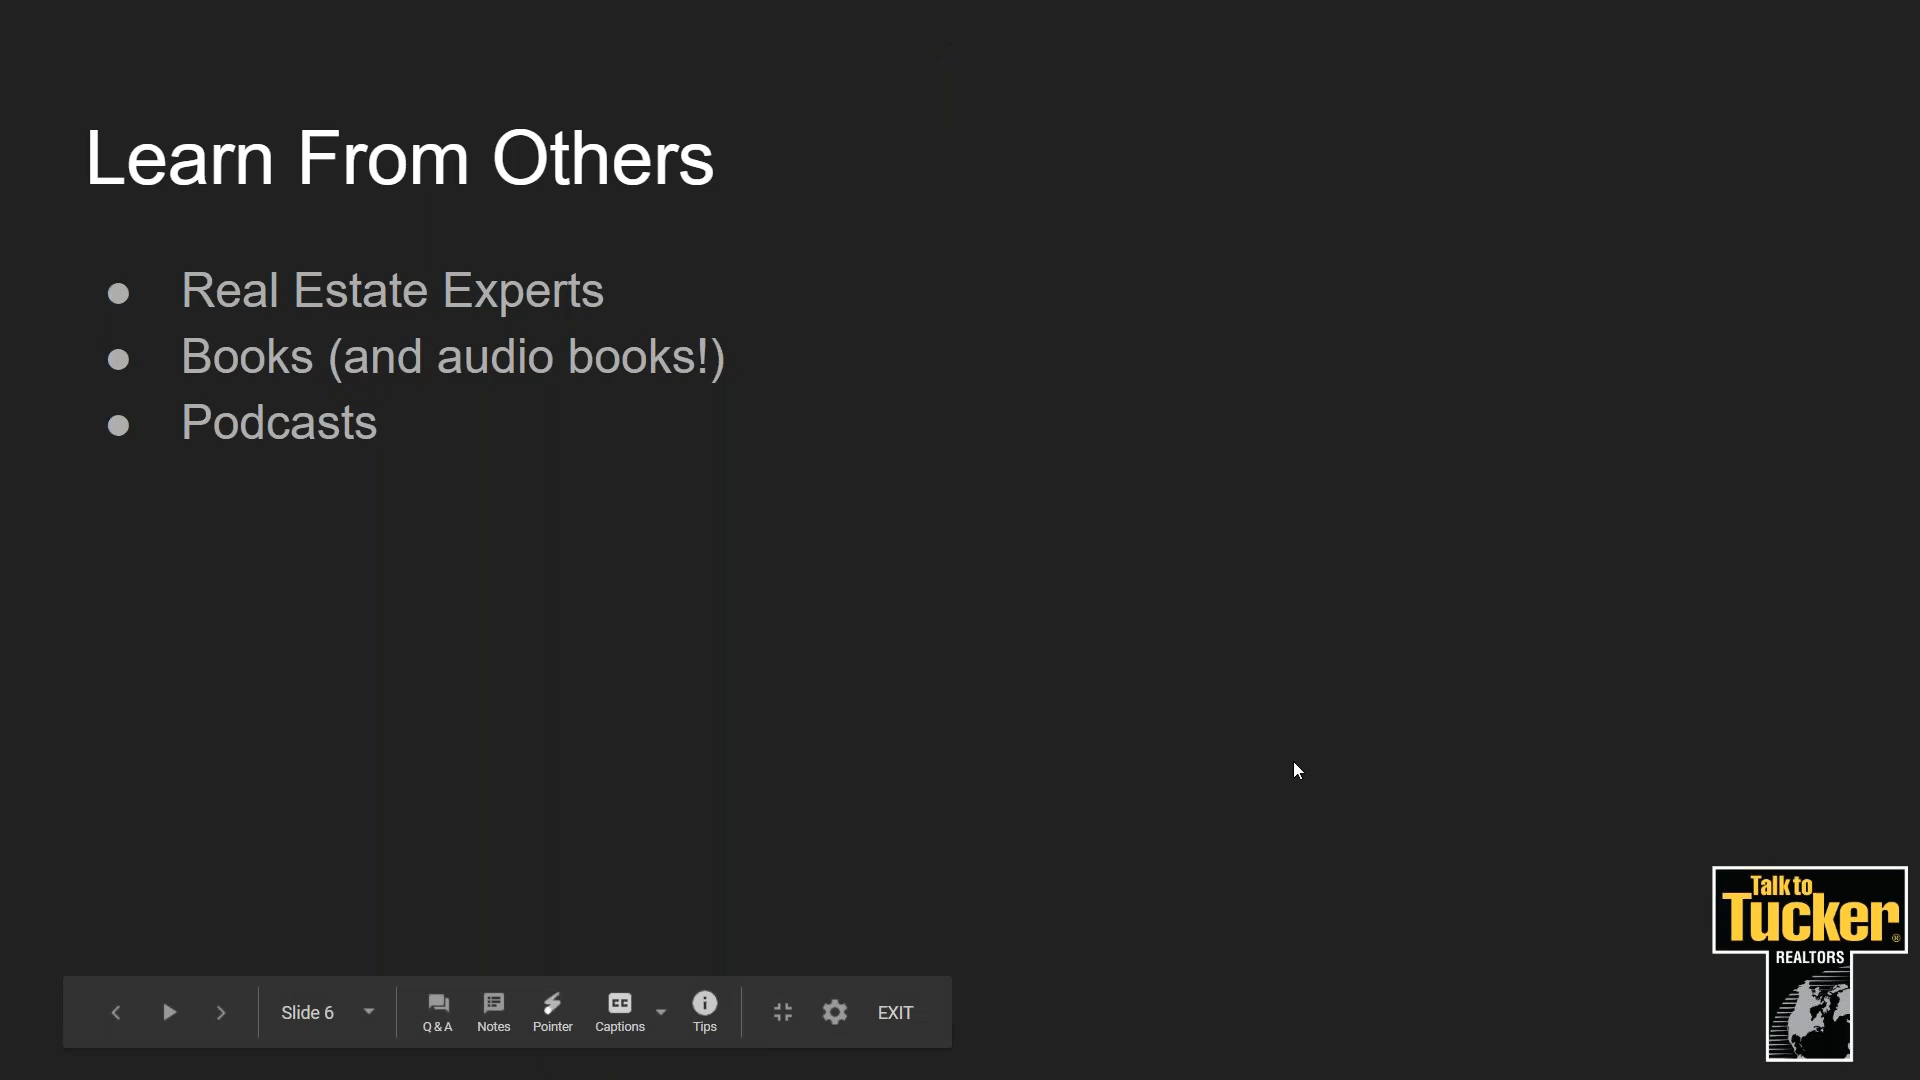 Learn From Others
● Real Estate Experts
● Books (and audio books!)
● Podcasts
Talk to
Tucker®
REALTORS
Slide 6
Q & A Notes Pointer Captions Tips EXIT